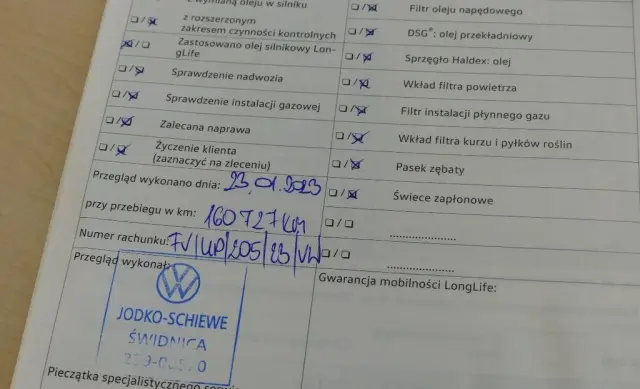 z wymianą oleju w silniku
z rozszerzonym
zakresem czynności kontrolnych
Zastosowano olej silnikowy Lon-
gLife
Sprawdzenie nadwozia
Sprawdzenie instalacji gazowej
Zalecana naprawa
Życzenie klienta
(zaznaczyć na zleceniu)
Przegląd wykonano dnia: 23.01.2023
przy przebiegu w km: 160727 km
Numer rachunku: FV/UP/205/23/VW
Przegląd wykonał:
JODKO-SCHIEWE
ŚWIDNICA
Pieczątka specjalistycznego
Filtr oleju napędowego
DSG®: olej przekładniowy
Sprzęgło Haldex: olej
Wkład filtra powietrza
Filtr instalacji płynnego gazu
Wkład filtra kurzu i pyłków roślin
Pasek zębaty
Świece zapłonowe
Gwarancja mobilności LongLife: